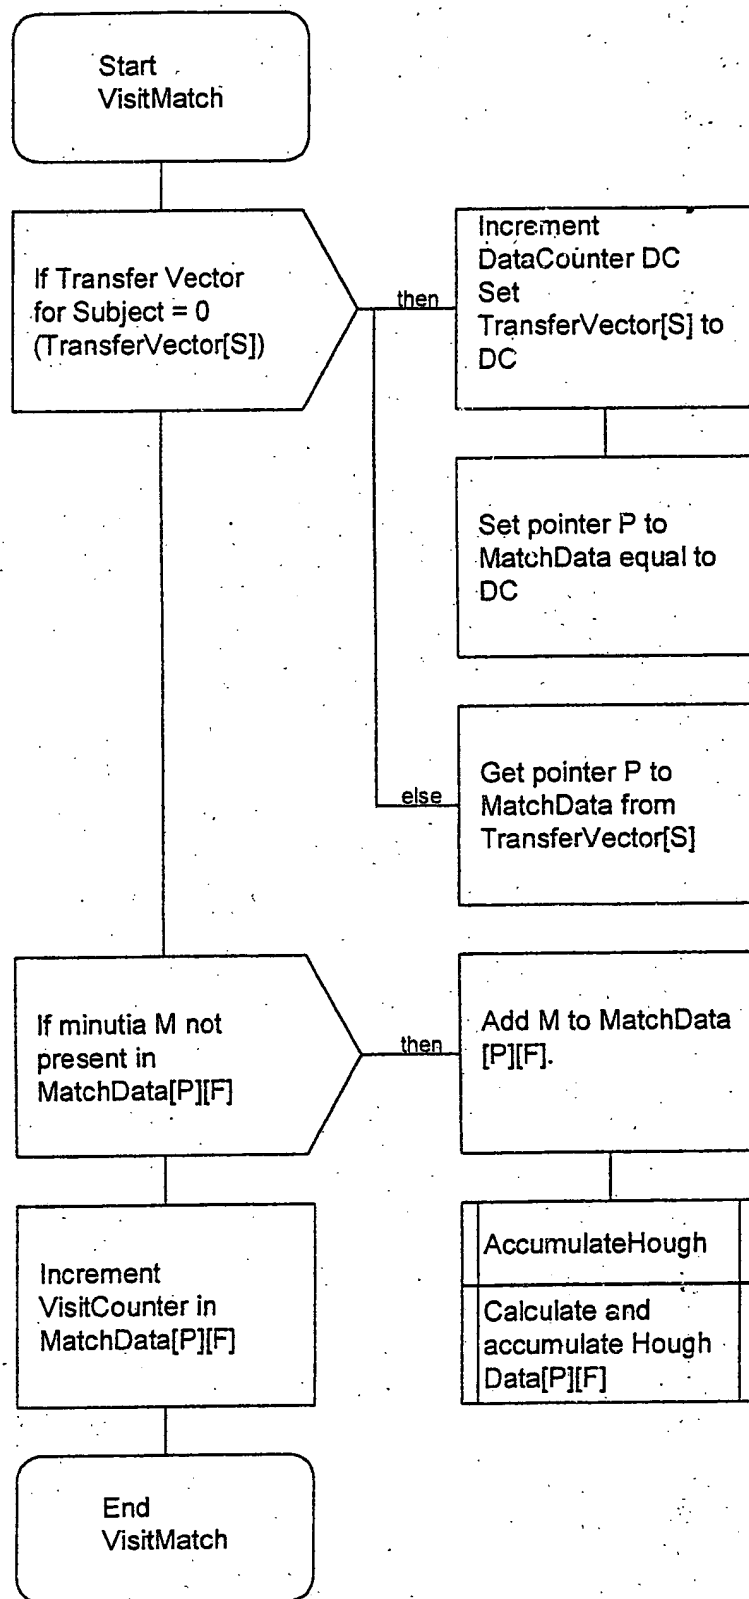 Start
VisitMatch
If Transfer Vector
for Subject = 0
(TransferVector[S])
then
Increment
DataCounter DC
Set
TransferVector[S] to
DC
Set pointer P to
MatchData equal to
DC
else
Get pointer P to
MatchData from
TransferVector[S]
If minutia M not
present in
MatchData[P][F]
then
Add M to MatchData
[P][F].
AccumulateHough
Calculate and
accumulate Hough
Data[P][F]
Increment
VisitCounter in
MatchData[P][F]
End
VisitMatch